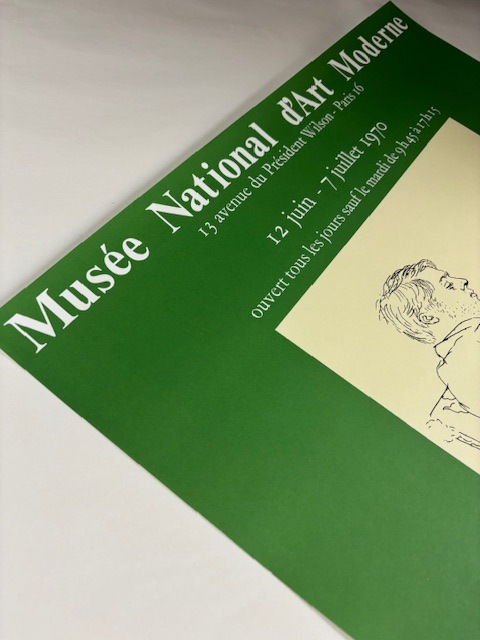 Musée National d'Art Moderne
13 avenue du Président Wilson - Paris 16
12 juin - 7 juillet 1970
ouvert tous les jours sauf le mardi de 9h45 à 17h15